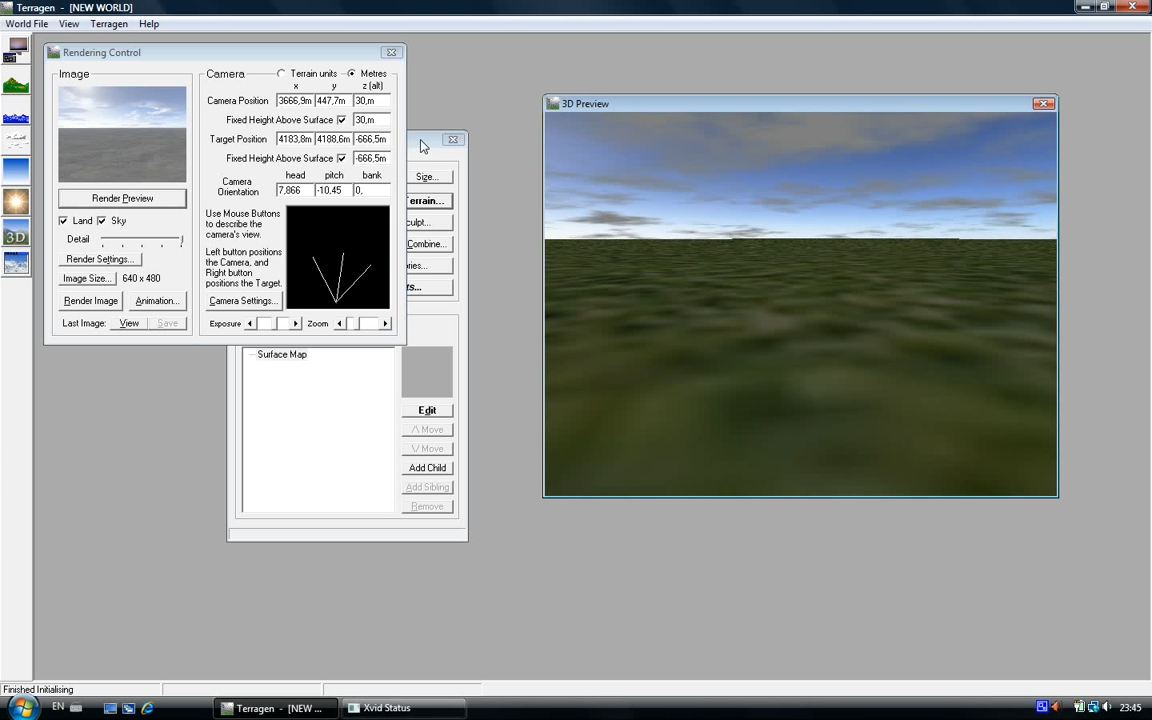 Terragen - [NEW WORLD]
World File View Terragen Help
Rendering Control
Image
Render Preview
Land Sky
Detail
Render Settings...
Image Size... 640 x 480
Render Image Animation...
Last Image: View Save
Camera Terrain units Metres
x y z (alt)
Camera Position 3666,9m 447,7m 30,m
Fixed Height Above Surface 30,m
Target Position 4183,8m 4188,6m -666,5m
Fixed Height Above Surface -666,5m
head pitch bank
Camera Orientation 7,866 -10,45 0,
Use Mouse Buttons
to describe the
camera's view.
Left button positions
the Camera, and
Right button
positions the Target.
Camera Settings...
Exposure Zoom
Size...
Terrain...
culpt...
Combine...
ries...
ts...
Surface Map
Edit
/\ Move
\/ Move
Add Child
Add Sibling
Remove
3D Preview
3D
Finished Initialising
EN
Terragen - [NEW ...
Xvid Status
23:45